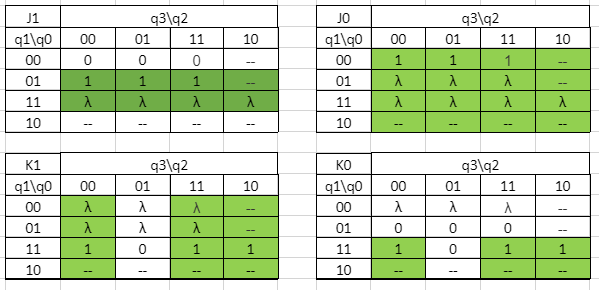 J1 q3\q2
q1\q0 00 01 11 10
00 0 0 0 --
01 1 1 1 --
11 λ λ λ λ
10 -- -- -- --
J0 q3\q2
q1\q0 00 01 11 10
00 1 1 1 --
01 λ λ λ --
11 λ λ λ λ
10 -- -- -- --
K1 q3\q2
q1\q0 00 01 11 10
00 λ λ λ --
01 λ λ λ --
11 1 0 1 1
10 -- -- -- --
K0 q3\q2
q1\q0 00 01 11 10
00 λ λ λ --
01 0 0 0 --
11 1 0 1 1
10 -- -- -- --